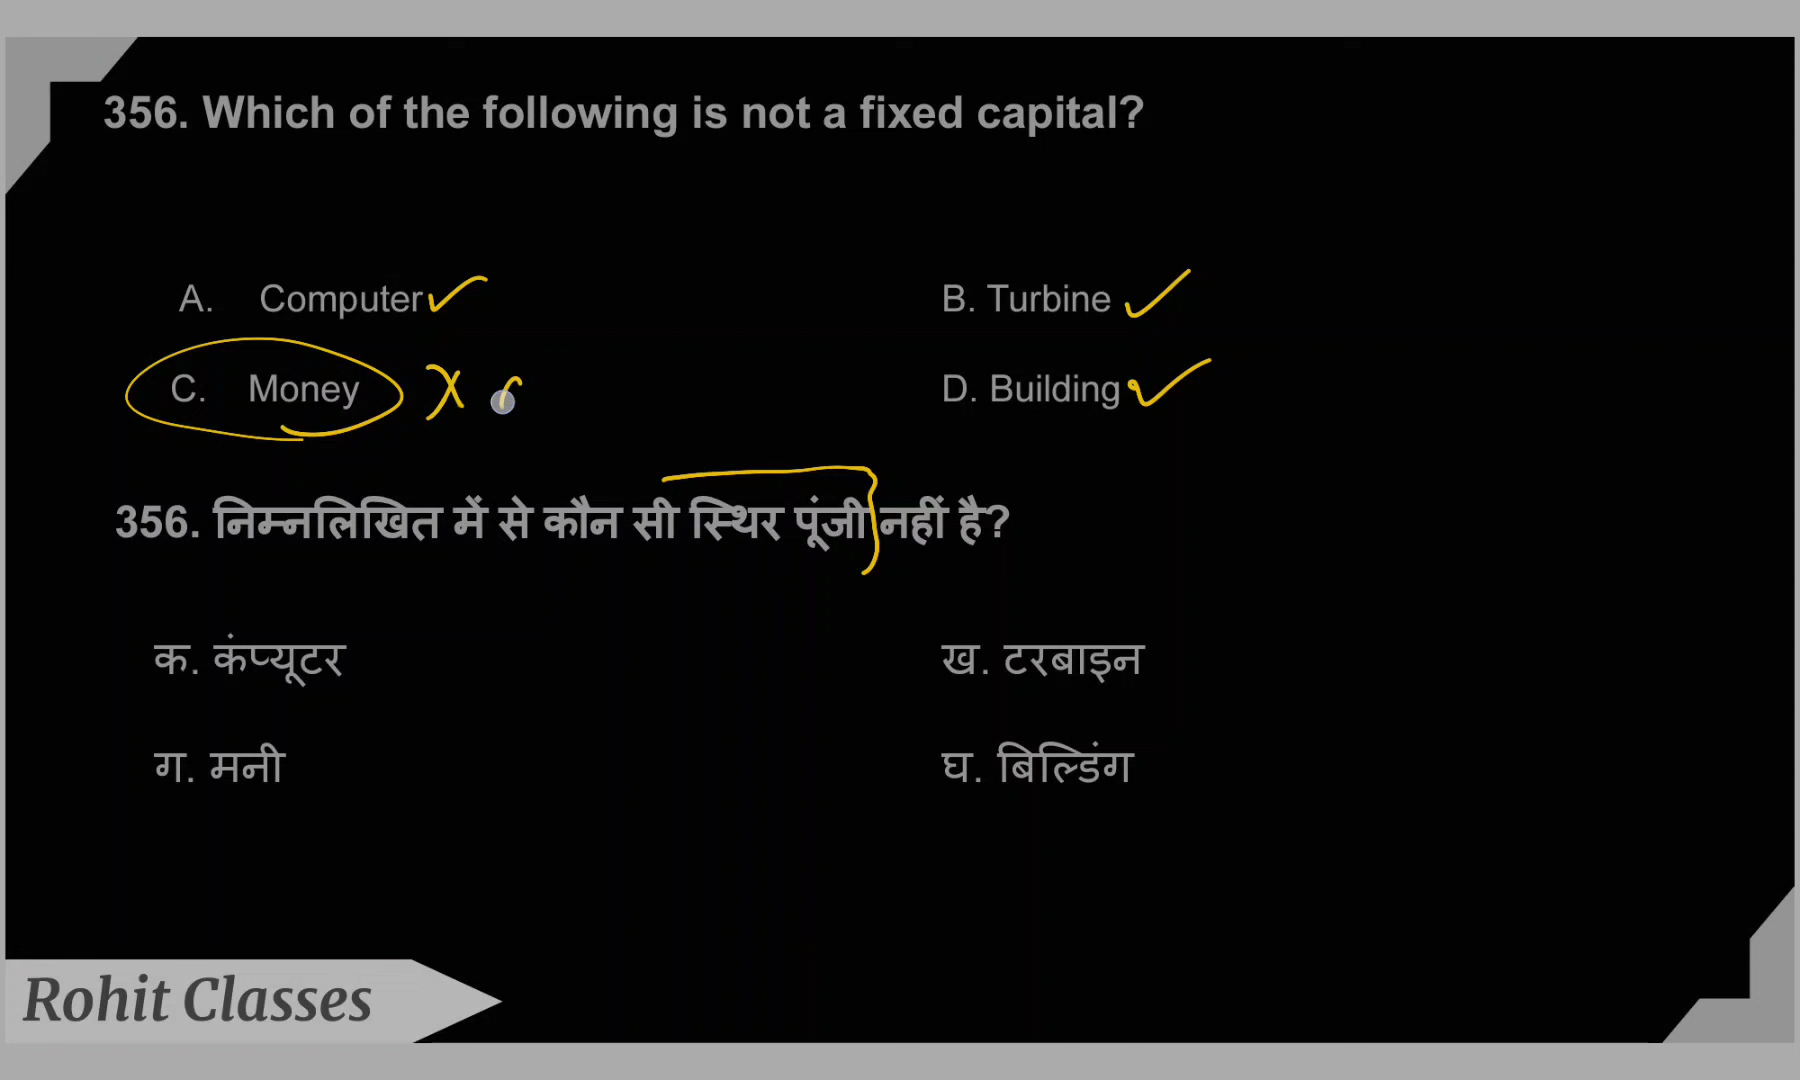 356. Which of the following is not a fixed capital?
A. Computer
B. Turbine
C. Money X
D. Building
356. निम्नलिखित में से कौन सी स्थिर पूंजी नहीं है?
क. कंप्यूटर
ख. टरबाइन
ग. मनी
घ. बिल्डिंग
Rohit Classes